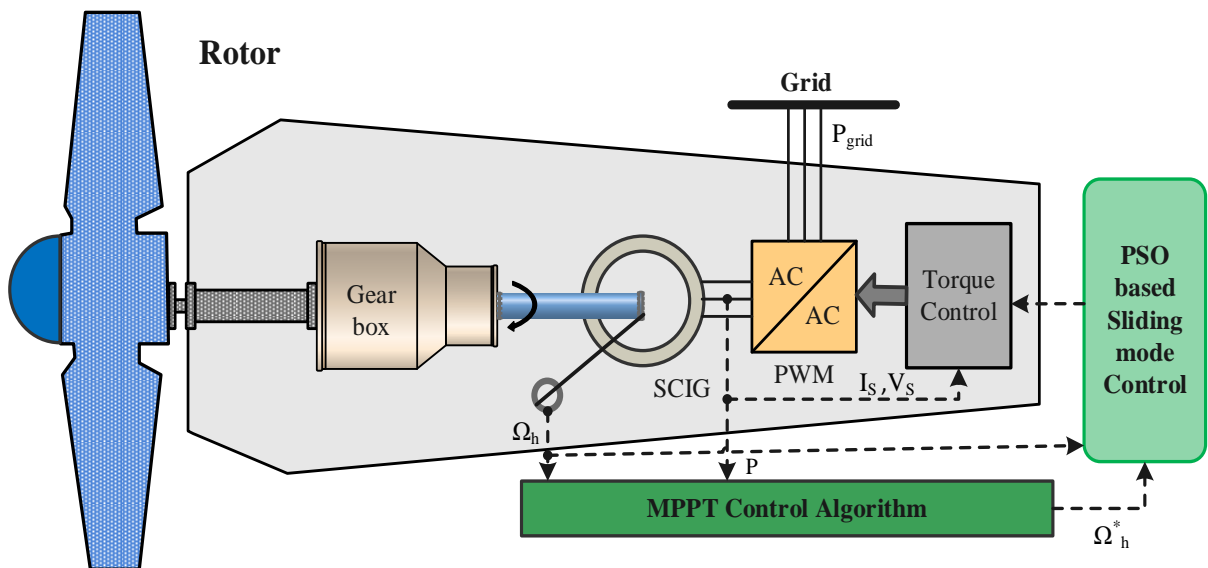 Rotor
Grid
P_grid
Gear
box
AC
AC
Torque
Control
PSO
based
Sliding
mode
Control
SCIG
PWM
I_S ,V_S
Ω_h
P
MPPT Control Algorithm
Ω*_h